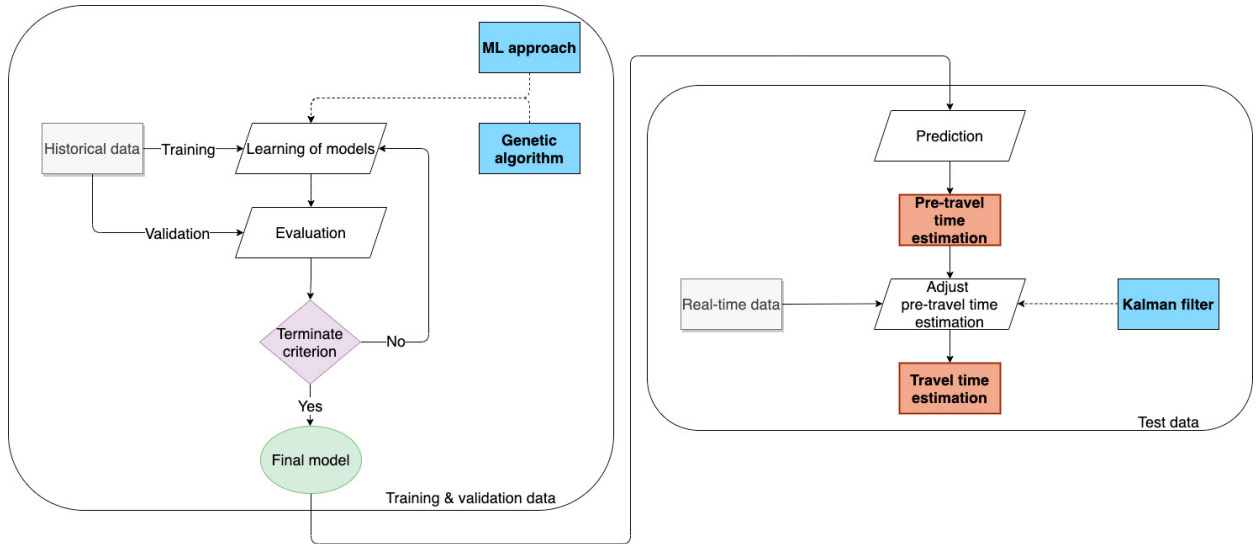 ML approach
Historical data
Training
Learning of models
Genetic
algorithm
Validation
Evaluation
Terminate
criterion
No
Yes
Final model
Training & validation data
Prediction
Pre-travel
time
estimation
Real-time data
Adjust
pre-travel time
estimation
Kalman filter
Travel time
estimation
Test data